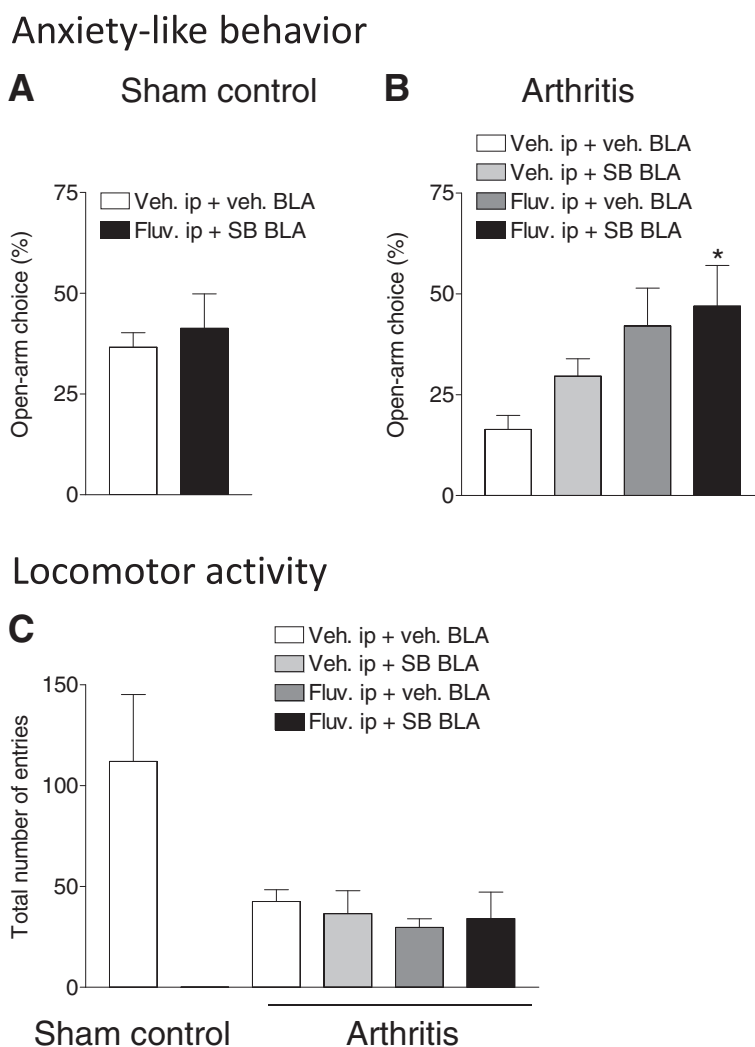 Anxiety-like behavior
A Sham control
Veh. ip + veh. BLA
Fluv. ip + SB BLA
Open-arm choice (%)
75
50
25
0
B Arthritis
Veh. ip + veh. BLA
Veh. ip + SB BLA
Fluv. ip + veh. BLA
Fluv. ip + SB BLA
Open-arm choice (%)
75
50
25
0
*
Locomotor activity
C
Veh. ip + veh. BLA
Veh. ip + SB BLA
Fluv. ip + veh. BLA
Fluv. ip + SB BLA
Total number of entries
150
100
50
0
Sham control Arthritis